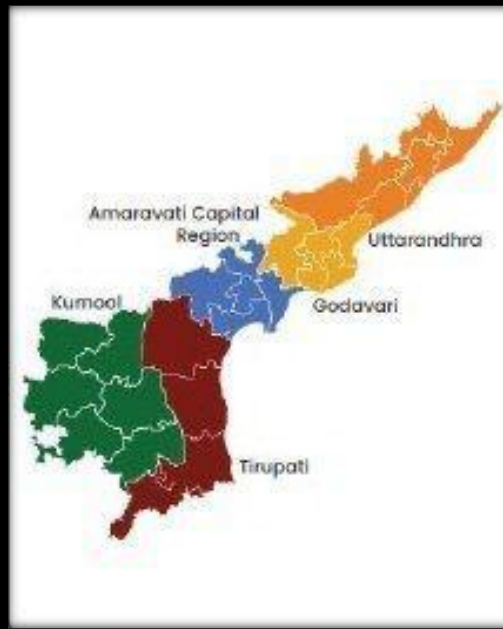 Amaravati Capital
Region
Uttarandhra
Kurnool
Godavari
Tirupati